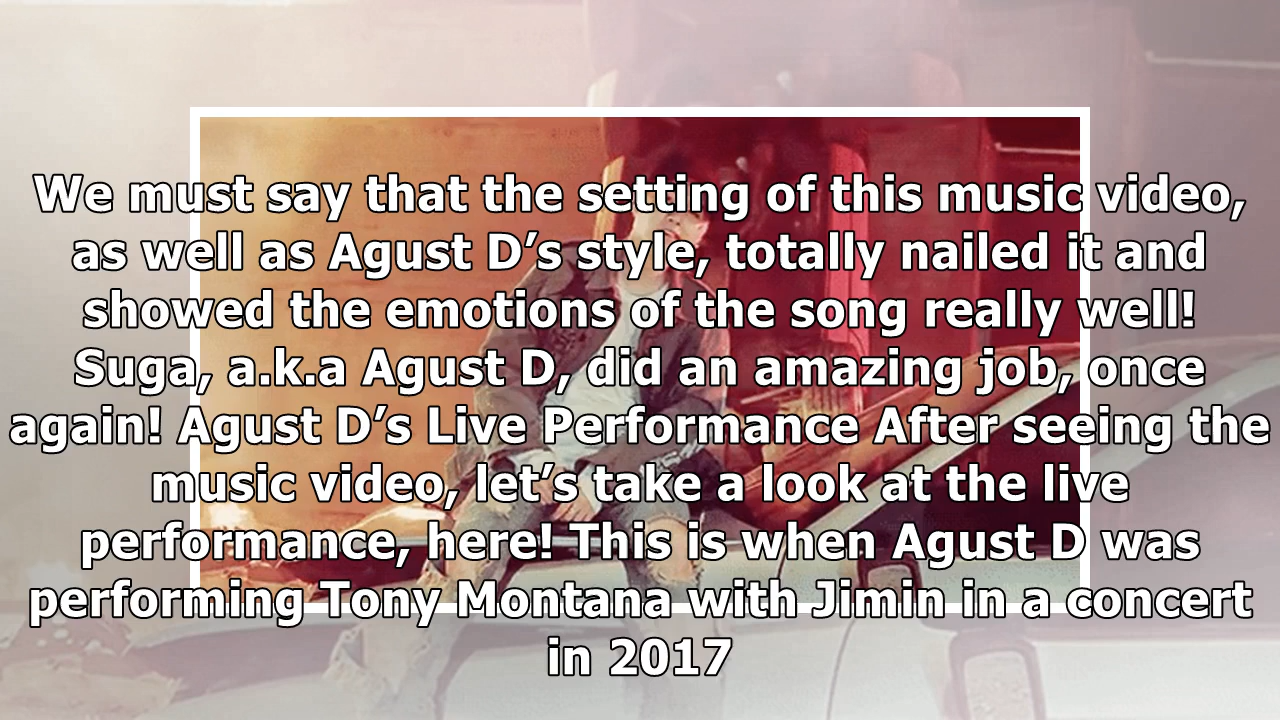 We must say that the setting of this music video,
as well as Agust D’s style, totally nailed it and
showed the emotions of the song really well!
Suga, a.k.a Agust D, did an amazing job, once
again! Agust D’s Live Performance After seeing the
music video, let’s take a look at the live
performance, here! This is when Agust D was
performing Tony Montana with Jimin in a concert
in 2017